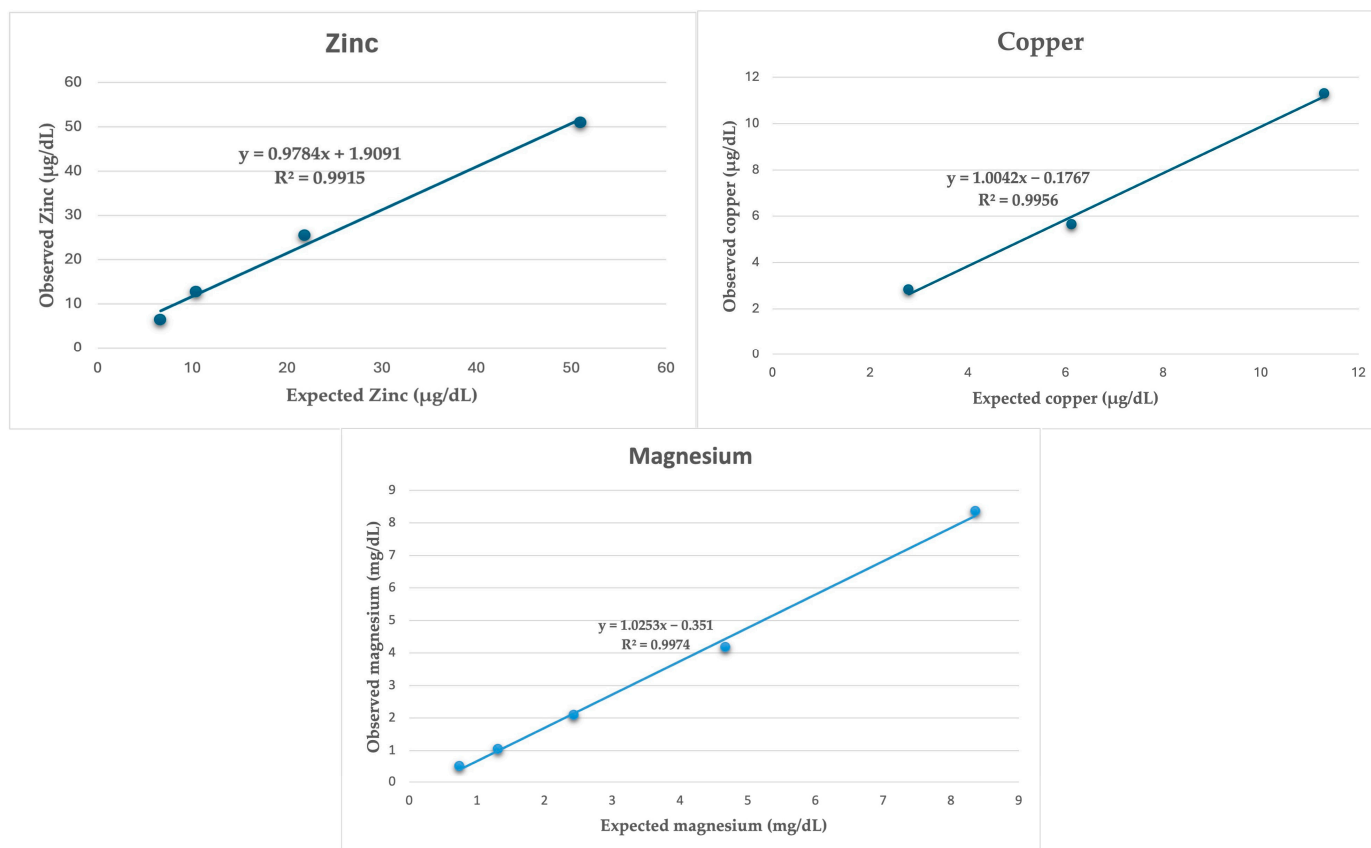 Zinc
60
50
40
30
20
10
0
y = 0.9784x + 1.9091
R² = 0.9915
Observed Zinc (µg/dL)
0 10 20 30 40 50 60
Expected Zinc (µg/dL)
Copper
12
10
8
6
4
2
0
y = 1.0042x − 0.1767
R² = 0.9956
Observed copper (µg/dL)
0 2 4 6 8 10 12
Expected copper (µg/dL)
Magnesium
9
8
7
6
5
4
3
2
1
0
y = 1.0253x − 0.351
R² = 0.9974
Observed magnesium (mg/dL)
0 1 2 3 4 5 6 7 8 9
Expected magnesium (mg/dL)